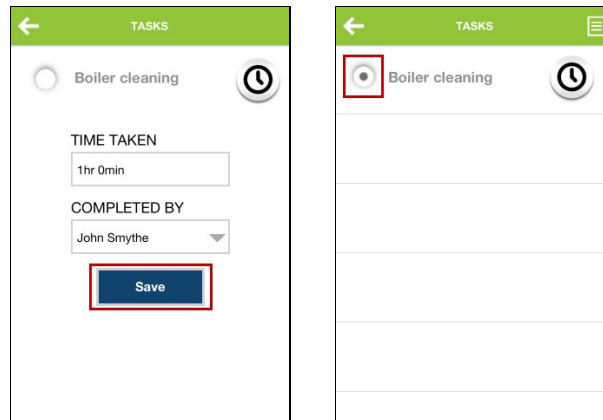 TASKS
Boiler cleaning
TIME TAKEN
1hr 0min
COMPLETED BY
John Smythe
Save
TASKS
Boiler cleaning